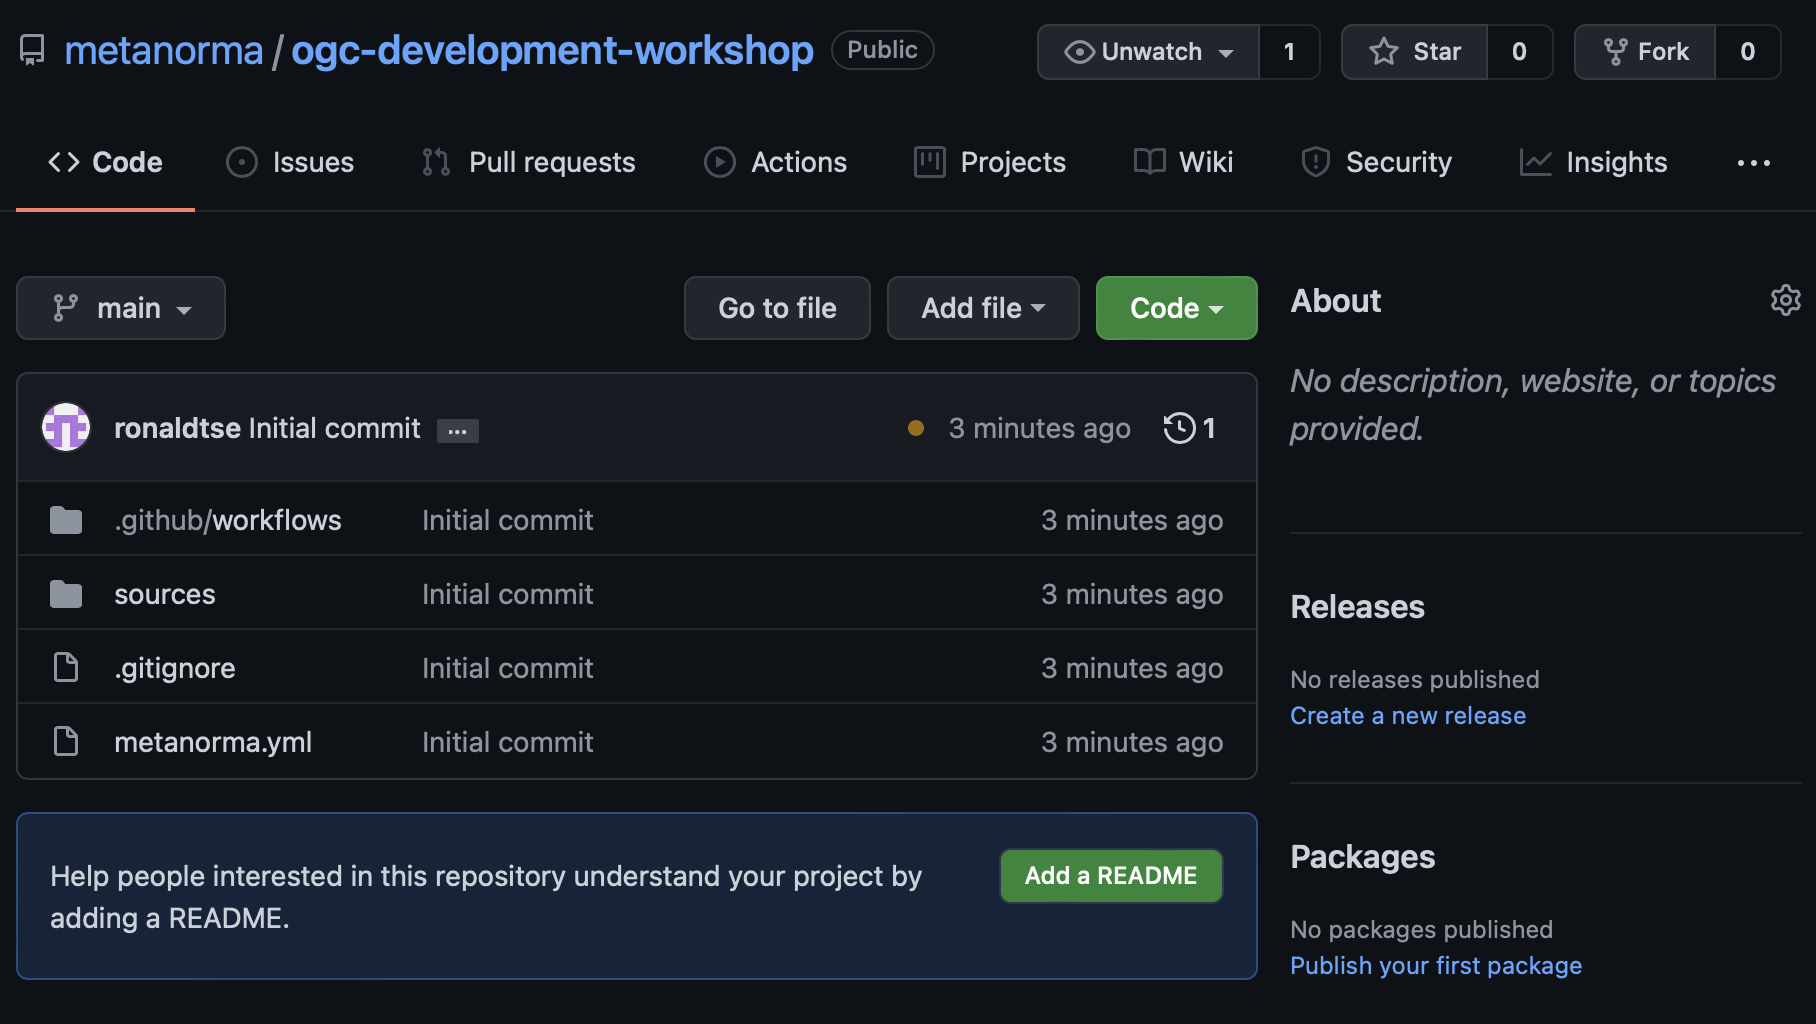 metanorma / ogc-development-workshop Public Unwatch 1 Star 0 Fork 0
Code Issues Pull requests Actions Projects Wiki Security Insights ...
main Go to file Add file Code
ronaldtse Initial commit ... 3 minutes ago 1
.github/workflows Initial commit 3 minutes ago
sources Initial commit 3 minutes ago
.gitignore Initial commit 3 minutes ago
metanorma.yml Initial commit 3 minutes ago
Help people interested in this repository understand your project by
adding a README.
Add a README
About
No description, website, or topics
provided.
Releases
No releases published
Create a new release
Packages
No packages published
Publish your first package